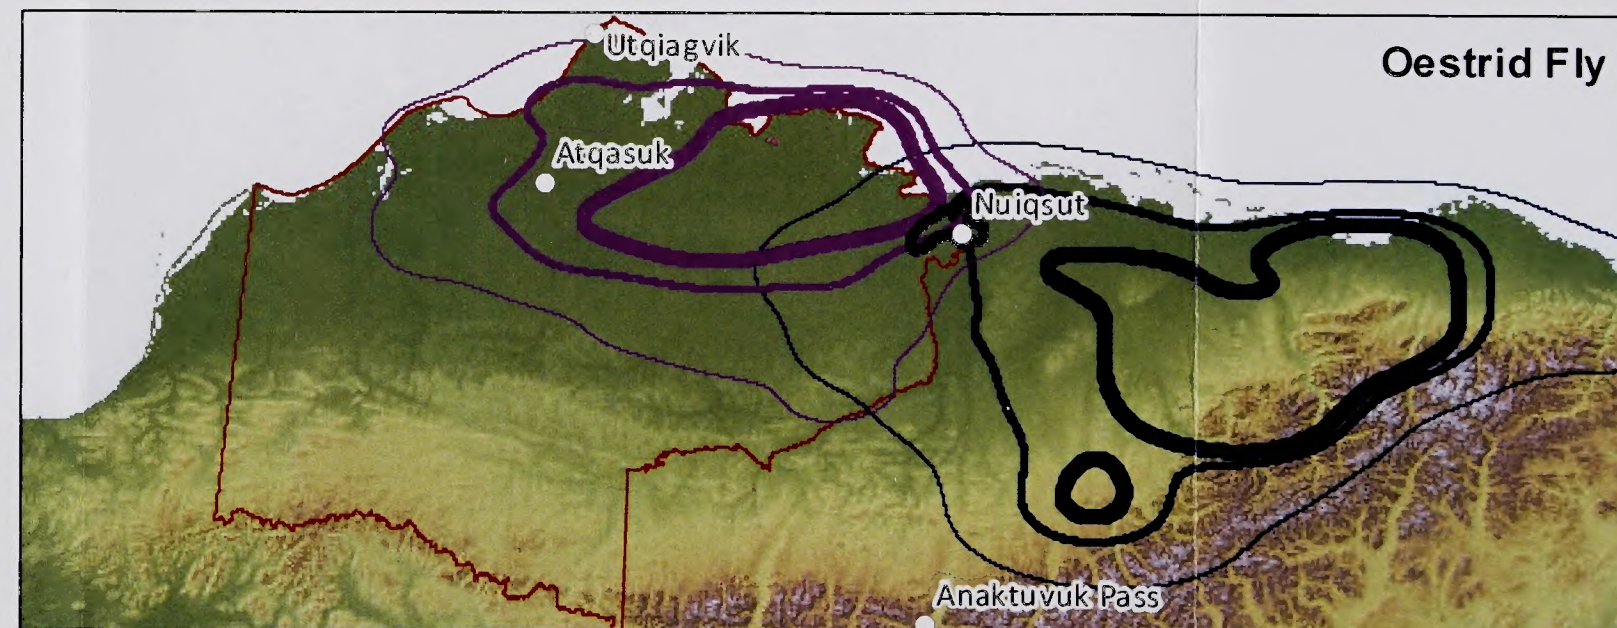 Utqiagvik
Oestrid Fly
Atqasuk
Nuiqsut
Anaktuvuk Pass